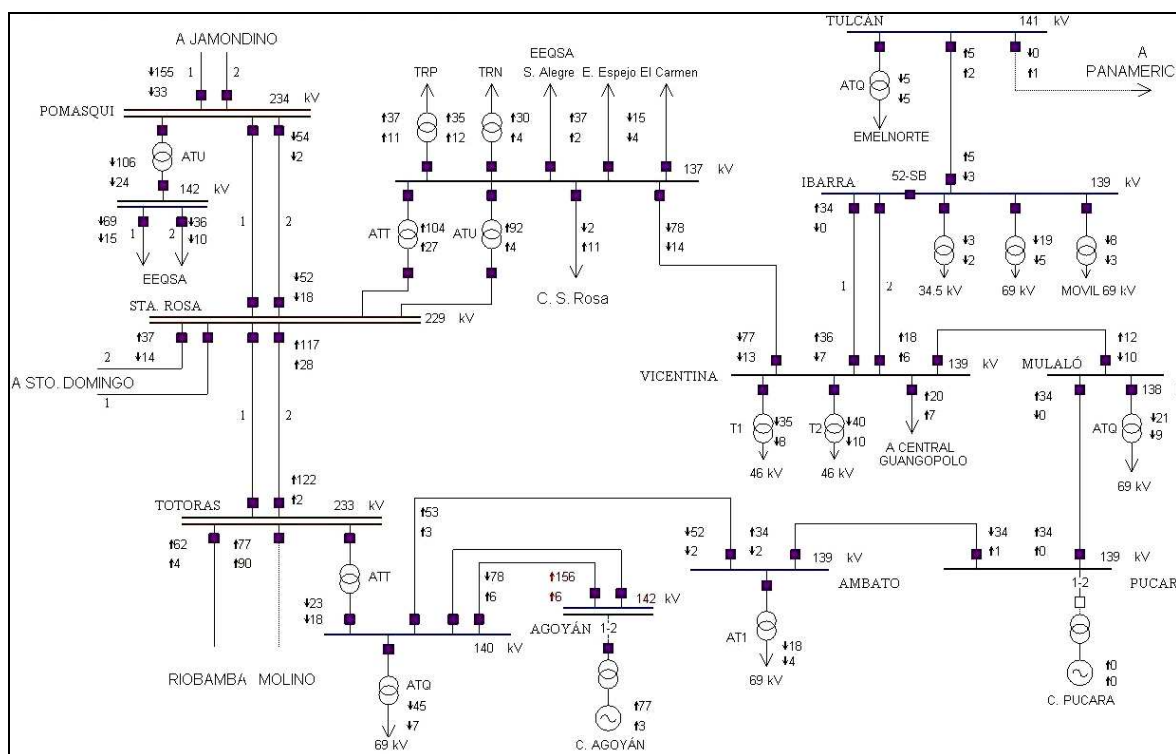 A JAMONDINO
↓155
↓33
1
2
234 kV
POMASQUI
↓54
↓2
ATU
↓106
↓24
142 kV
↓69
↓15
1
2
↓36
↓10
EEQSA
1
2
↓52
↓18
STA. ROSA
229 kV
↑37
↓14
2
A STO. DOMINGO
1
↑117
↑28
1
2
↑122
↑2
TOTORAS
233 kV
↑62
↑4
↑77
↑90
ATT
↓23
↓18
RIOBAMBA MOLINO
EEQSA
TRP
TRN
S. Alegre E. Espejo El Carmen
↑37
↑11
↑35
↑12
↑30
↑4
↑37
↑2
↓15
↓4
137 kV
ATT
↑104
↑27
ATU
↑92
↑4
↓2
↑11
↓78
↓14
C. S. Rosa
TULCÁN
141 kV
↑5
↑2
↓0
↑1
A
PANAMERIC
ATQ
↓5
↓5
EMELNORTE
↑5
↓3
52-SB
IBARRA
139 kV
↑34
↓0
↓3
↓2
↓19
↓5
↓8
↓3
34.5 kV
69 kV
MOVIL 69 kV
1
2
↓77
↓13
↑36
↓7
↑18
↑6
VICENTINA
139 kV
↑12
↓10
MULALÓ
138
T1
↓35
↓8
T2
↓40
↓10
↑20
↑7
A CENTRAL
GUANGOPOLO
46 kV
46 kV
↑34
↓0
ATQ
↓21
↓9
69 kV
↑53
↑3
↓52
↓2
↑34
↓2
↓34
↑1
↑34
↑0
139 kV
AMBATO
139 kV
PUCAR
1-2
↓78
↑6
↑156
↑6
142 kV
AGOYÁN
1-2
140 kV
ATQ
↓45
↓7
69 kV
↑77
↑3
C. AGOYÁN
AT1
↓18
↓4
69 kV
↑0
↑0
C. PUCARA